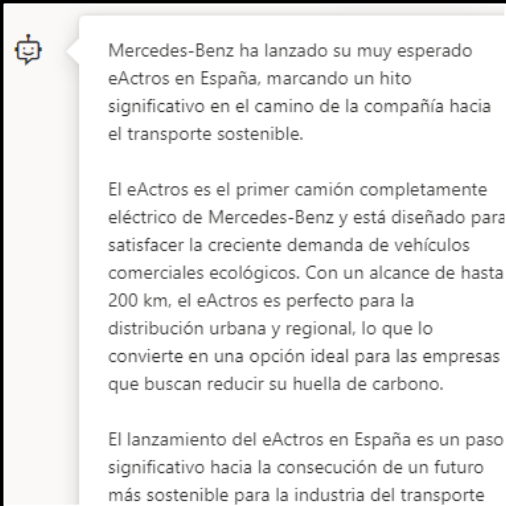 Mercedes-Benz ha lanzado su muy esperado
eActros en España, marcando un hito
significativo en el camino de la compañía hacia
el transporte sostenible.
El eActros es el primer camión completamente
eléctrico de Mercedes-Benz y está diseñado para
satisfacer la creciente demanda de vehículos
comerciales ecológicos. Con un alcance de hasta
200 km, el eActros es perfecto para la
distribución urbana y regional, lo que lo
convierte en una opción ideal para las empresas
que buscan reducir su huella de carbono.
El lanzamiento del eActros en España es un paso
significativo hacia la consecución de un futuro
más sostenible para la industria del transporte